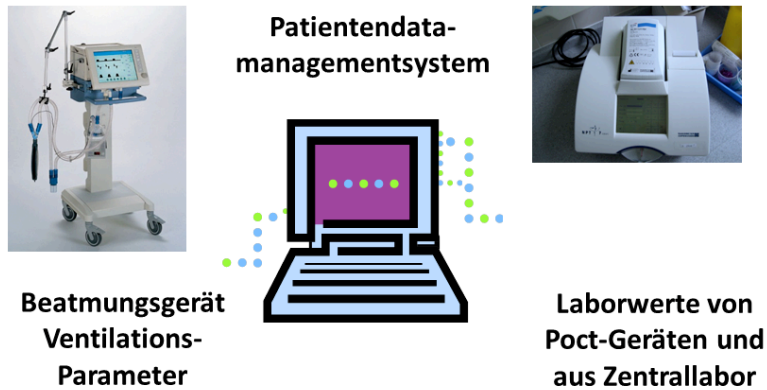 Patientendata-
managementsystem
Beatmungsgerät
Ventilations-
Parameter
Laborwerte von
Poct-Geräten und
aus Zentrallabor